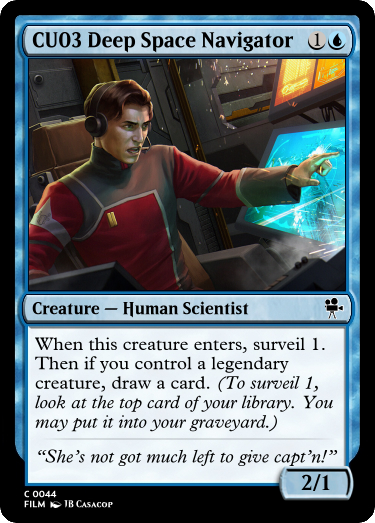 CU03 Deep Space Navigator 1
Creature — Human Scientist
When this creature enters, surveil 1.
Then if you control a legendary
creature, draw a card. (To surveil 1,
look at the top card of your library. You
may put it into your graveyard.)
“She’s not got much left to give capt’n!”
2/1
C 0044
FILM JB Casacop